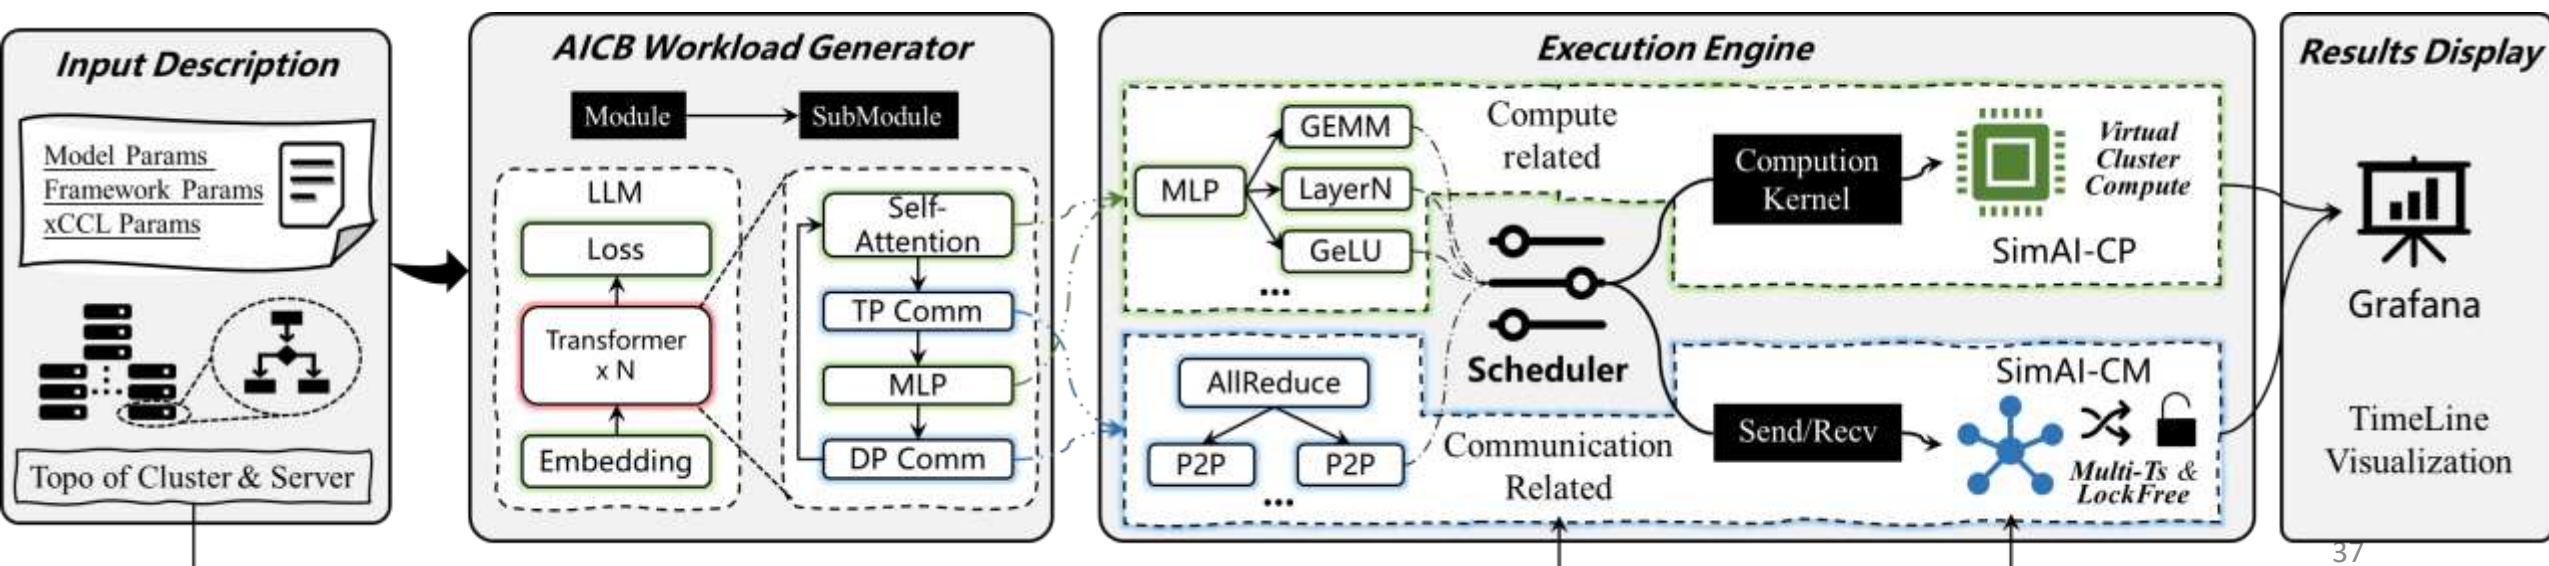 Input Description
Model Params
Framework Params
xCCL Params
Topo of Cluster & Server
AICB Workload Generator
Module
SubModule
LLM
Loss
Transformer
x N
Embedding
Self-
Attention
TP Comm
MLP
DP Comm
Execution Engine
MLP
GEMM
LayerN
GeLU
...
Compute
related
Compution
Kernel
Virtual
Cluster
Compute
SimAI-CP
Scheduler
AllReduce
P2P
P2P
...
Communication
Related
Send/Recv
SimAI-CM
Multi-Ts &
LockFree
Results Display
Grafana
TimeLine
Visualization
37